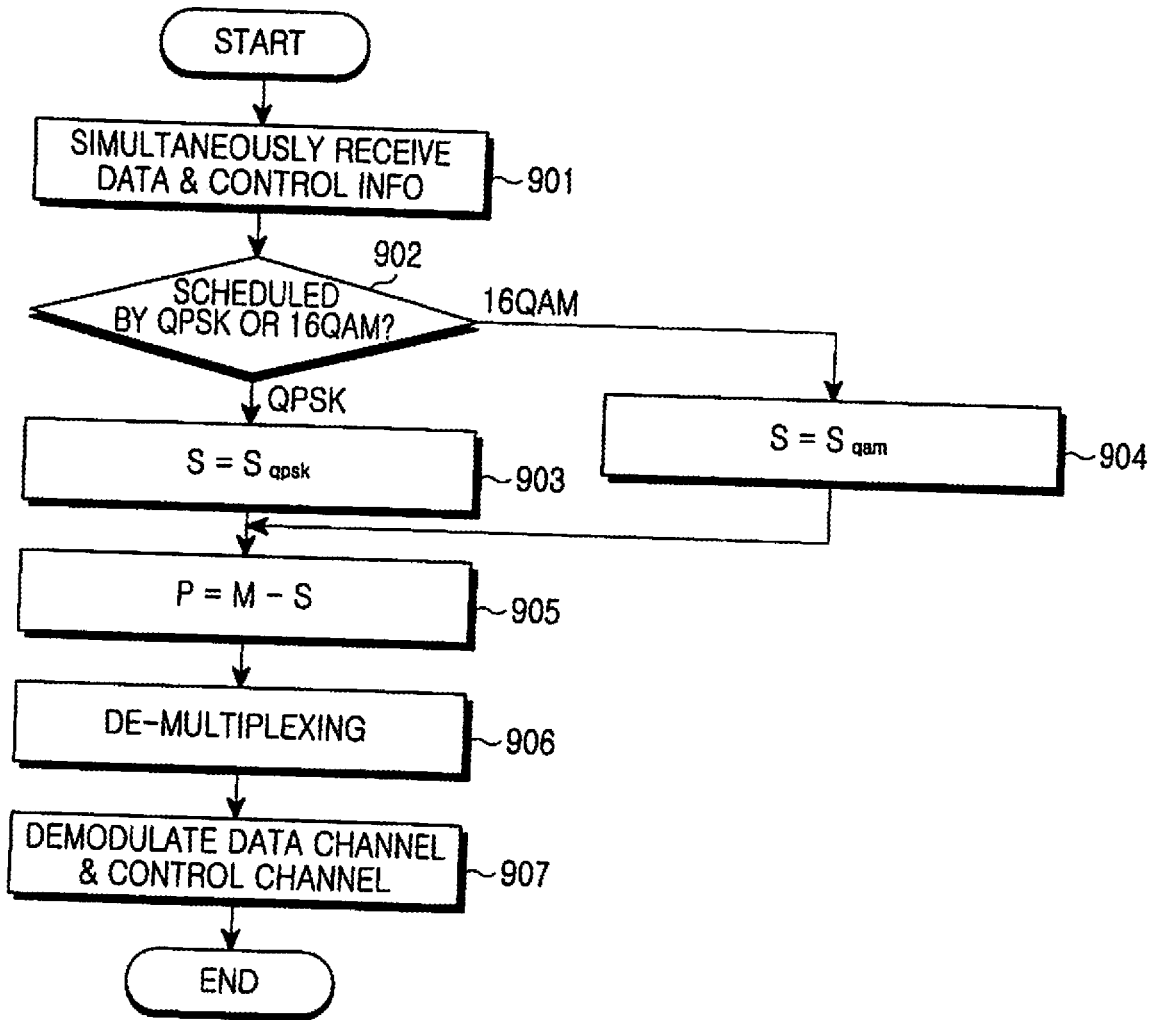 START
SIMULTANEOUSLY RECEIVE
DATA & CONTROL INFO
901
902
SCHEDULED
BY QPSK OR 16QAM?
16QAM
QPSK
S = S qpsk
903
S = S qam
904
P = M - S
905
DE-MULTIPLEXING
906
DEMODULATE DATA CHANNEL
& CONTROL CHANNEL
907
END